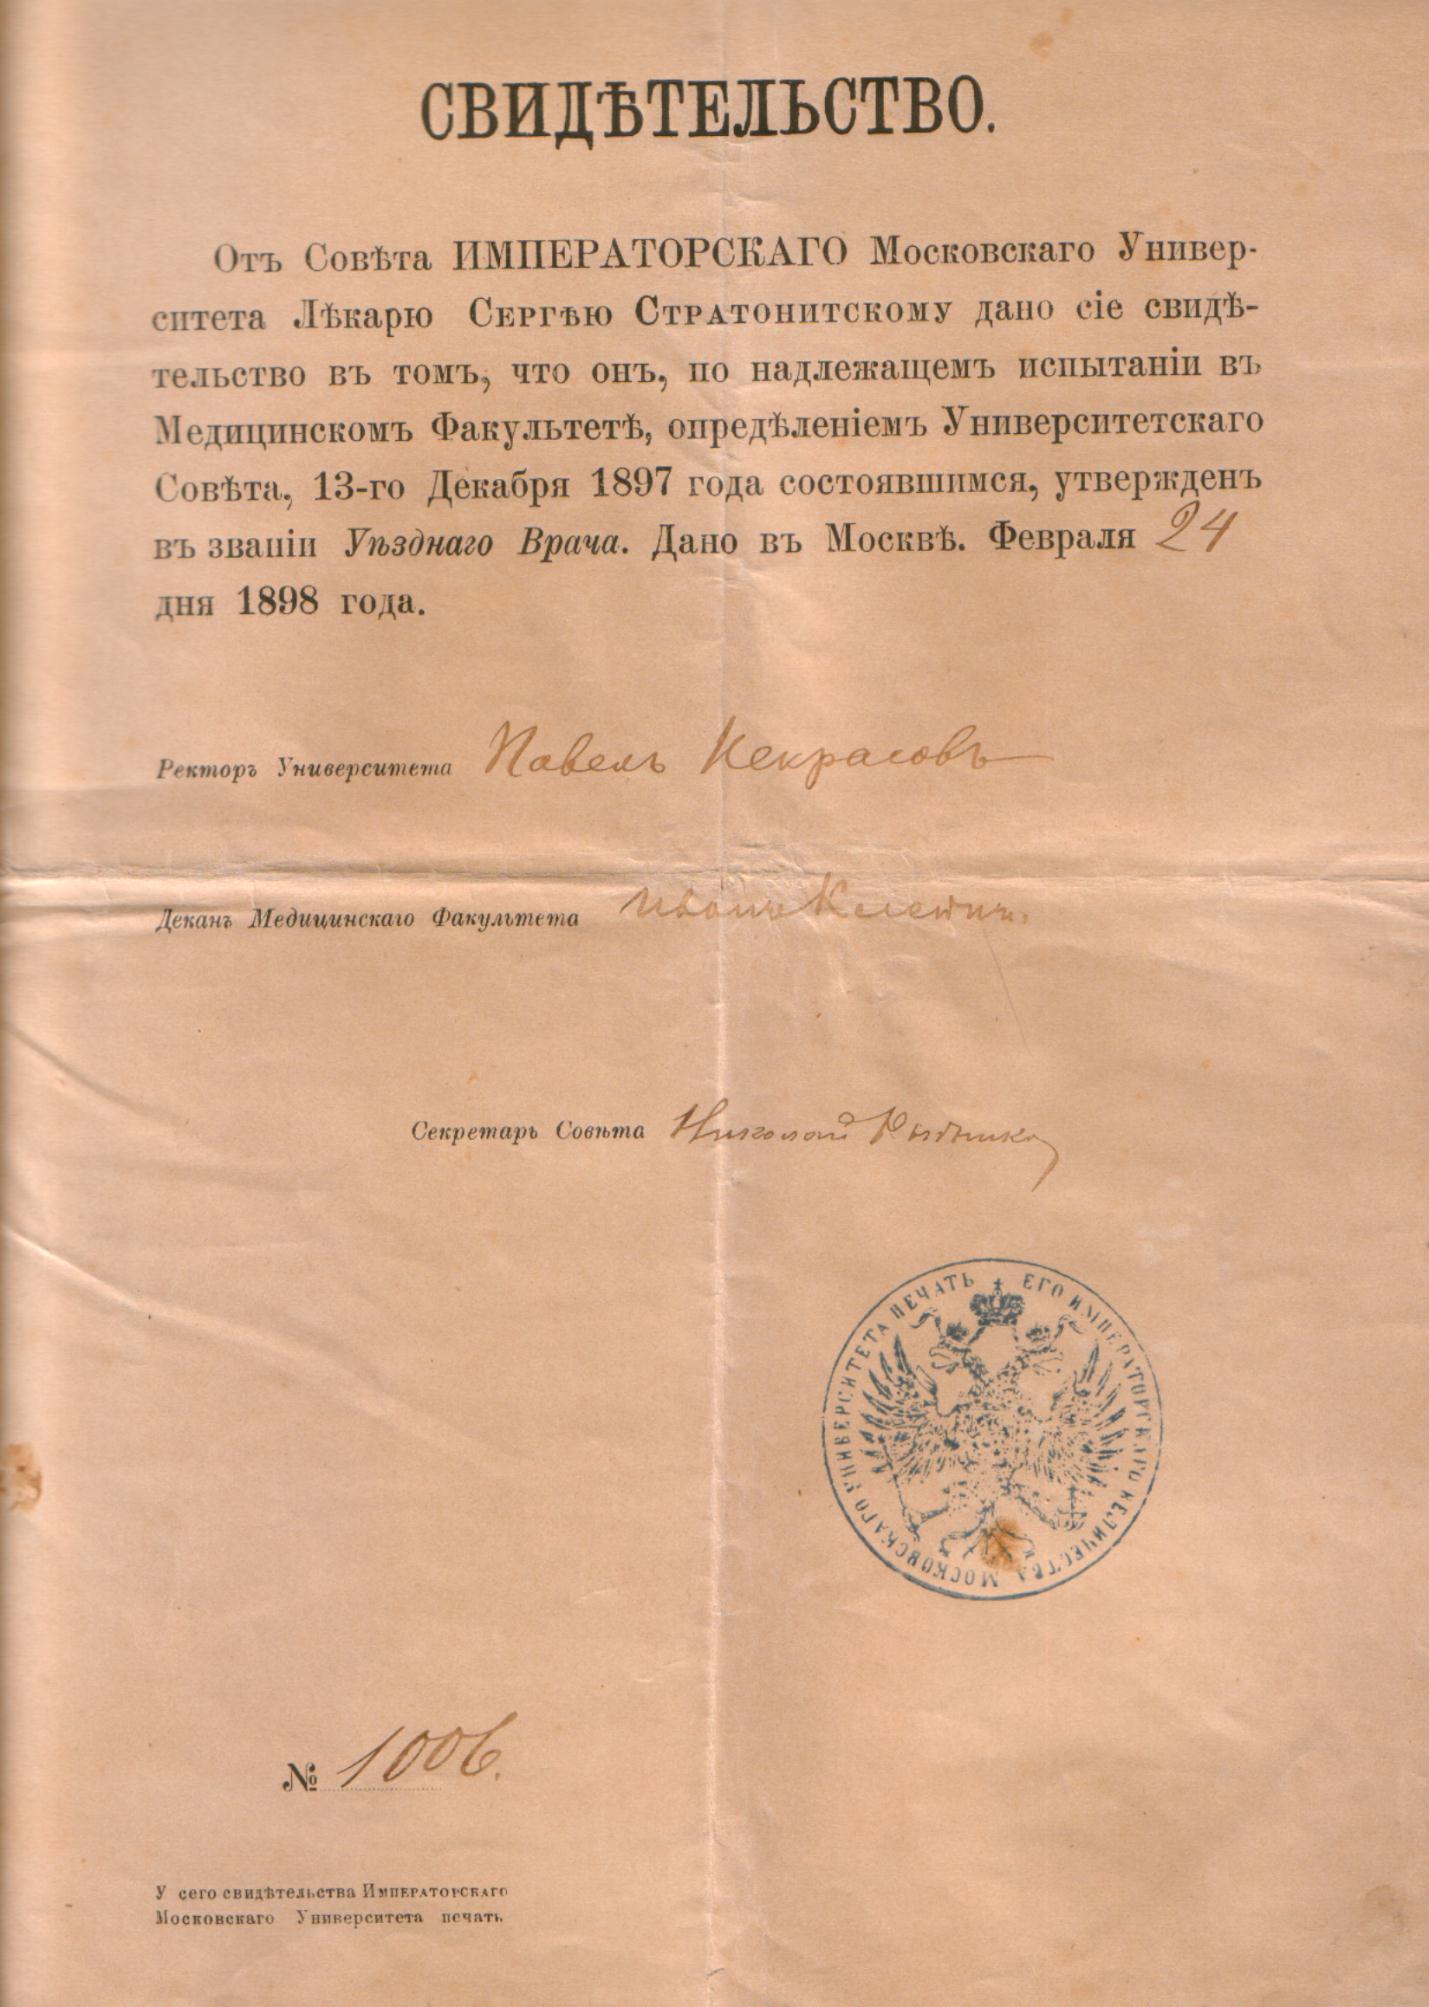 СВИДѢТЕЛЬСТВО.
Отъ Совѣта ИМПЕРАТОРСКАГО Московскаго Универ-
ситета Лѣкарю Сергѣю Стратонитскому дано сіе свидѣ-
тельство въ томъ, что онъ, по надлежащемъ испытаніи въ
Медицинскомъ Факультетѣ, опредѣленіемъ Университетскаго
Совѣта, 13-го Декабря 1897 года состоявшимся, утвержденъ
въ званіи Уѣзднаго Врача. Дано въ Москвѣ. Февраля 24
дня 1898 года.
Ректоръ Университета Павелъ Некрасовъ
Деканъ Медицинскаго Факультета Иванъ
Секретарь Совѣта Николай
ПЕЧАТЬ ЕГО ИМПЕРАТОРСКАГО ВЕЛИЧЕСТВА МОСКОВСКАГО УНИВЕРСИТЕТА
№ 1006.
У сего свидѣтельства Императорскаго
Московскаго Университета печать.